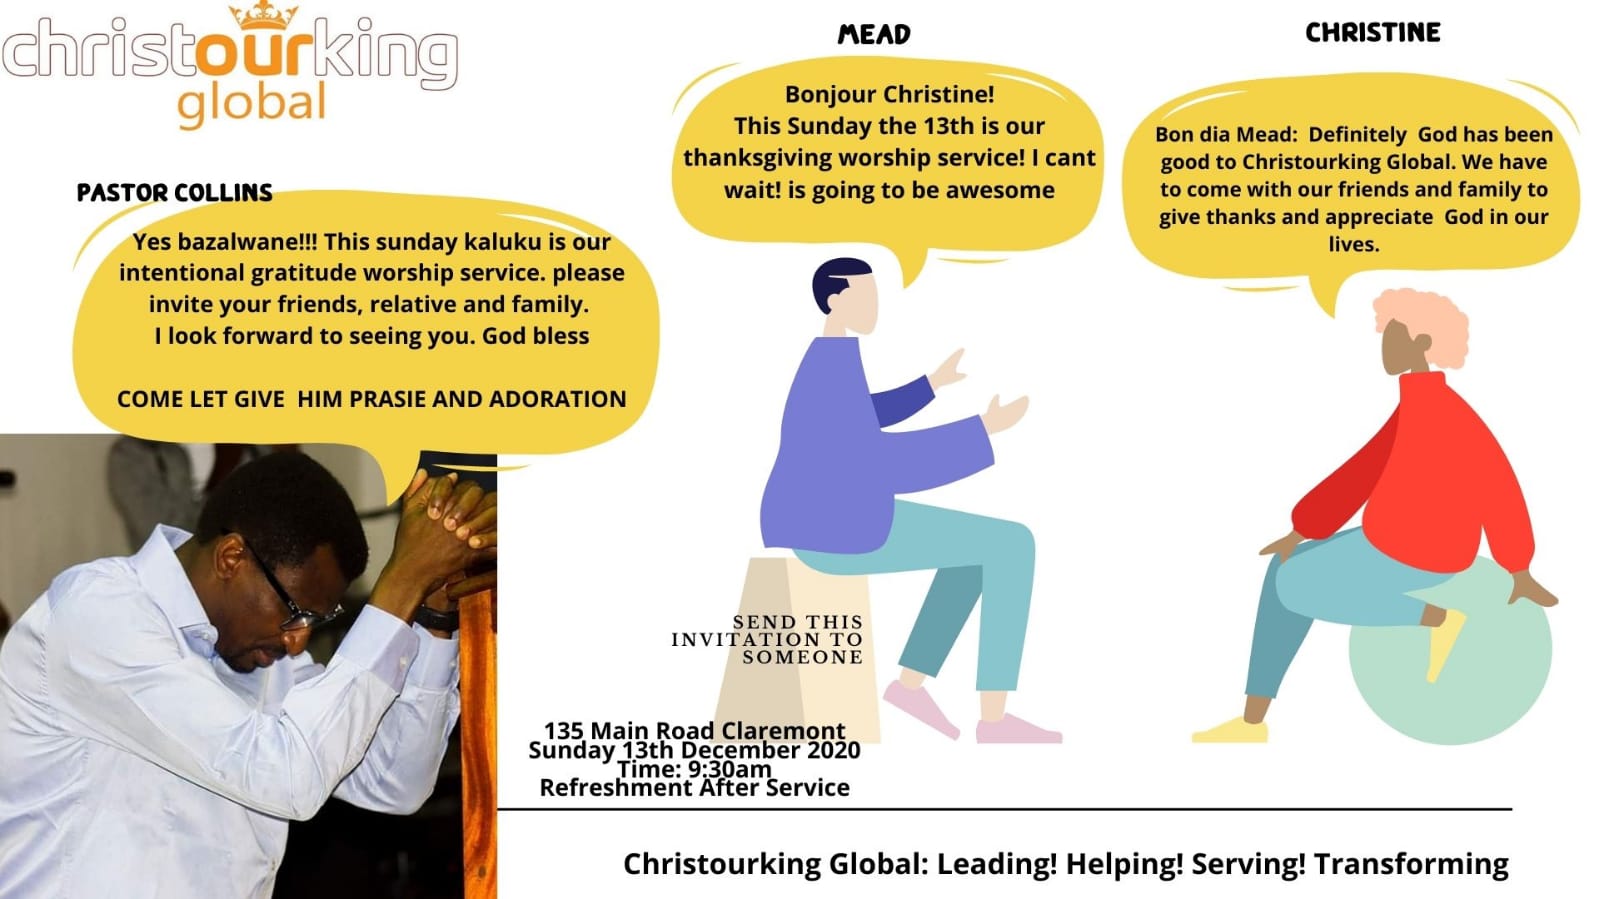 christourking
global
PASTOR COLLINS
Yes bazalwane!!! This sunday kaluku is our
intentional gratitude worship service. please
invite your friends, relative and family.
I look forward to seeing you. God bless
COME LET GIVE  HIM PRASIE AND ADORATION
MEAD
Bonjour Christine!
This Sunday the 13th is our
thanksgiving worship service! I cant
wait! is going to be awesome
CHRISTINE
Bon dia Mead:  Definitely  God has been
good to Christourking Global. We have
to come with our friends and family to
give thanks and appreciate  God in our
lives.
SEND THIS
INVITATION TO
SOMEONE
135 Main Road Claremont
Sunday 13th December 2020
Time: 9:30am
Refreshment After Service
Christourking Global: Leading! Helping! Serving! Transforming